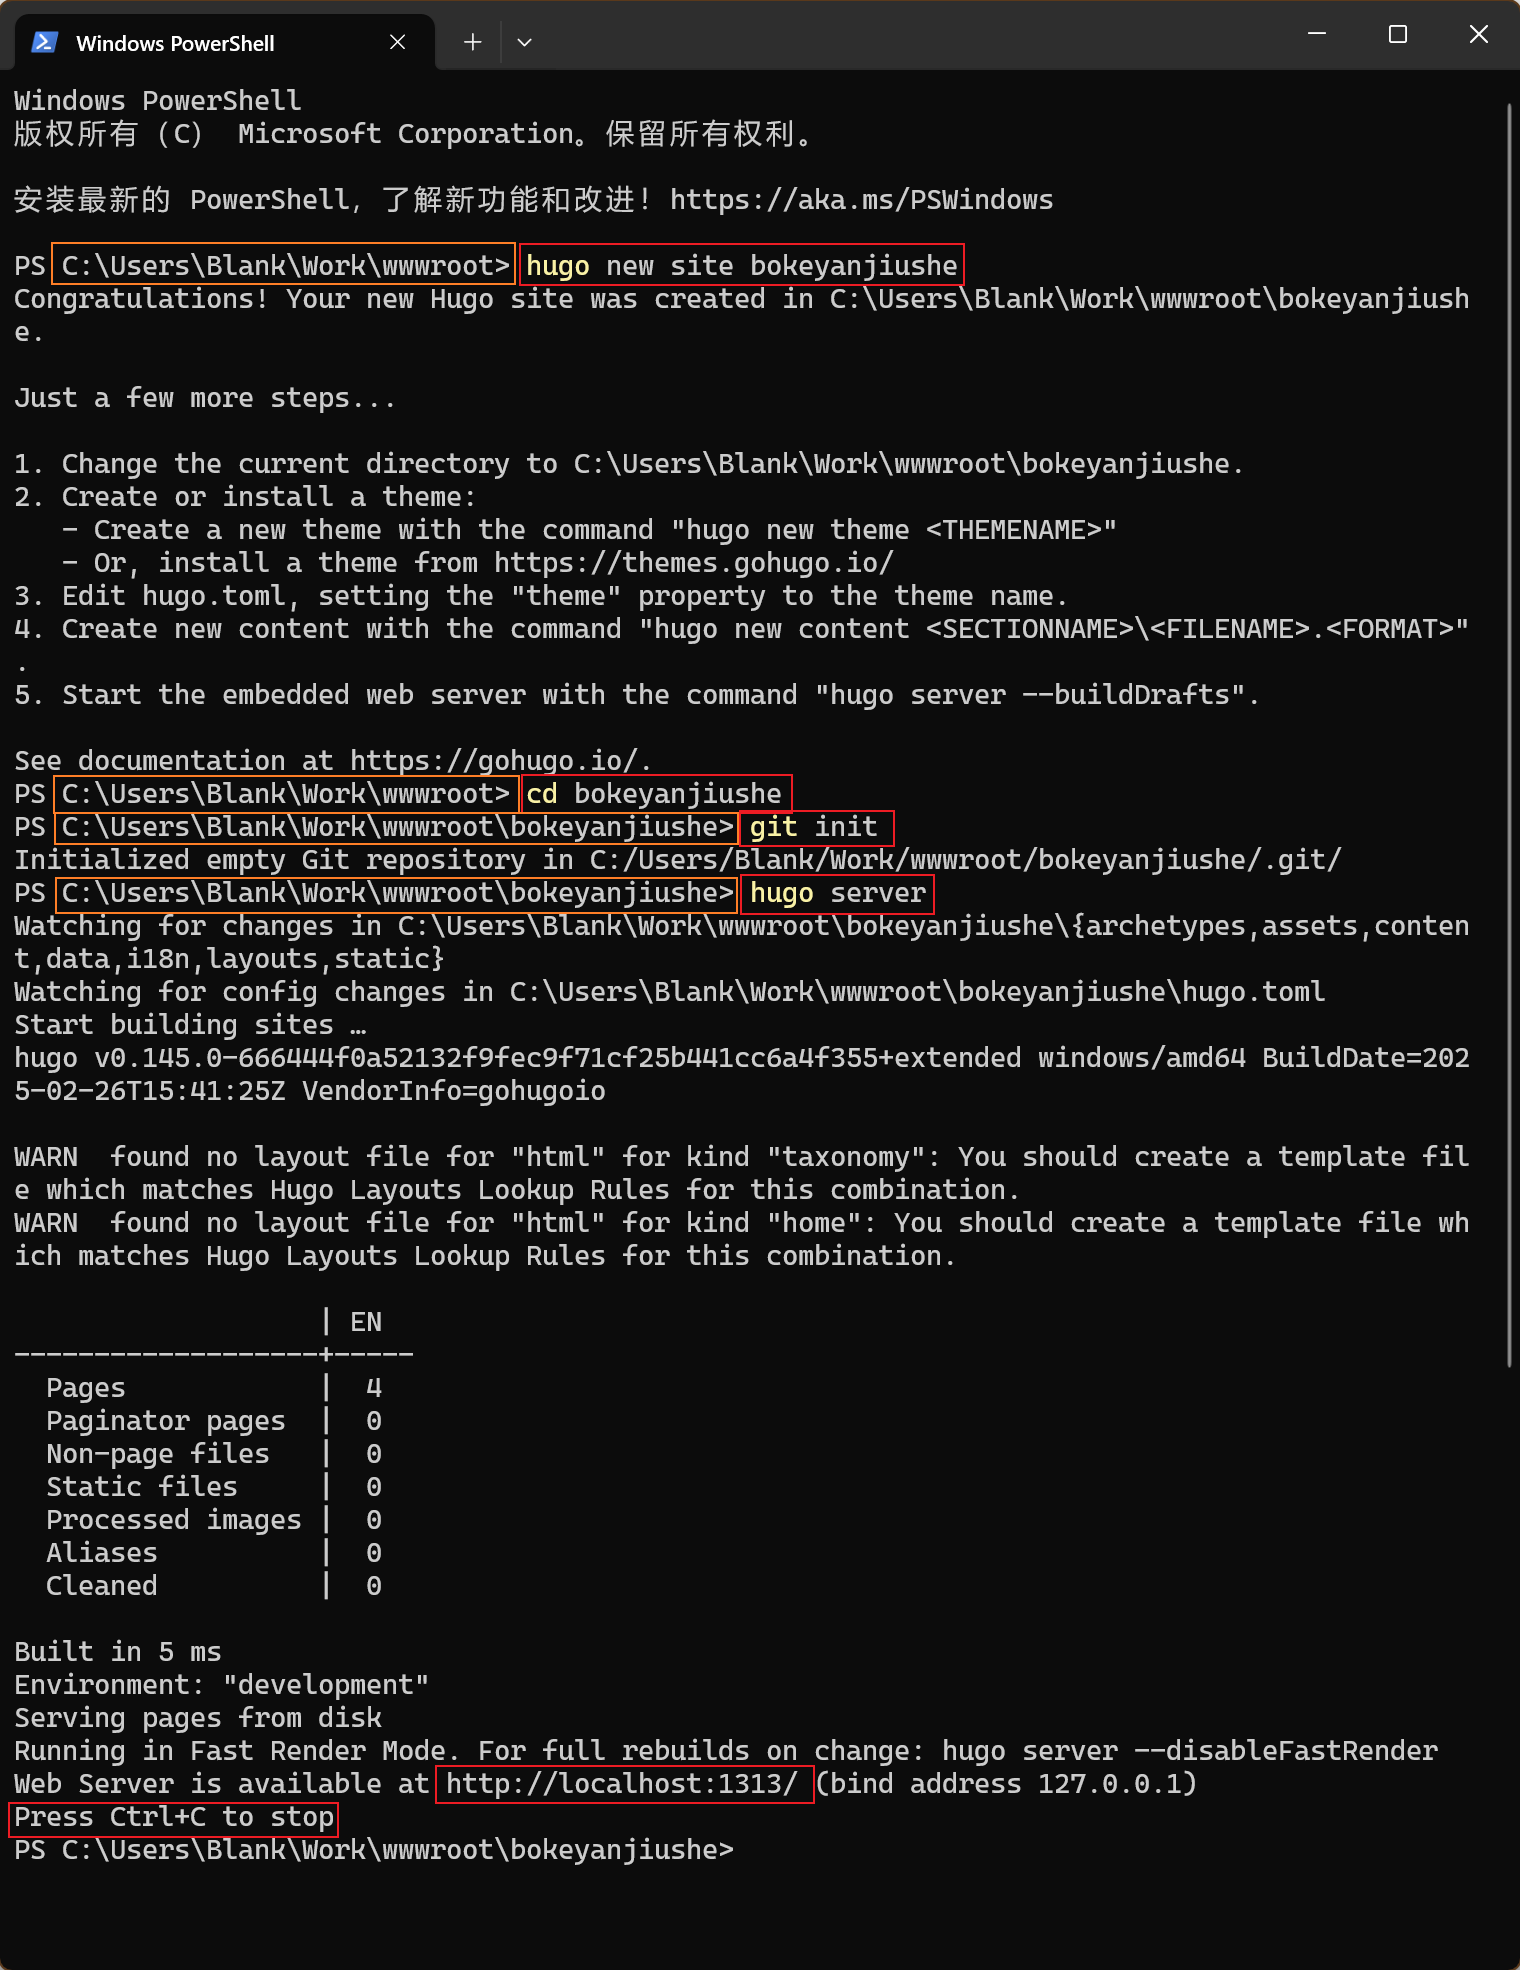 Windows PowerShell
Windows PowerShell
版权所有（C） Microsoft Corporation。保留所有权利。
安装最新的 PowerShell，了解新功能和改进！https://aka.ms/PSWindows
PS C:\Users\Blank\Work\wwwroot> hugo new site bokeyanjiushe
Congratulations! Your new Hugo site was created in C:\Users\Blank\Work\wwwroot\bokeyanjiush
e.
Just a few more steps...
1. Change the current directory to C:\Users\Blank\Work\wwwroot\bokeyanjiushe.
2. Create or install a theme:
   - Create a new theme with the command "hugo new theme <THEMENAME>"
   - Or, install a theme from https://themes.gohugo.io/
3. Edit hugo.toml, setting the "theme" property to the theme name.
4. Create new content with the command "hugo new content <SECTIONNAME>\<FILENAME>.<FORMAT>"
.
5. Start the embedded web server with the command "hugo server --buildDrafts".
See documentation at https://gohugo.io/.
PS C:\Users\Blank\Work\wwwroot> cd bokeyanjiushe
PS C:\Users\Blank\Work\wwwroot\bokeyanjiushe> git init
Initialized empty Git repository in C:/Users/Blank/Work/wwwroot/bokeyanjiushe/.git/
PS C:\Users\Blank\Work\wwwroot\bokeyanjiushe> hugo server
Watching for changes in C:\Users\Blank\Work\wwwroot\bokeyanjiushe\{archetypes,assets,conten
t,data,i18n,layouts,static}
Watching for config changes in C:\Users\Blank\Work\wwwroot\bokeyanjiushe\hugo.toml
Start building sites …
hugo v0.145.0-666444f0a52132f9fec9f71cf25b441cc6a4f355+extended windows/amd64 BuildDate=202
5-02-26T15:41:25Z VendorInfo=gohugoio
WARN  found no layout file for "html" for kind "taxonomy": You should create a template fil
e which matches Hugo Layouts Lookup Rules for this combination.
WARN  found no layout file for "html" for kind "home": You should create a template file wh
ich matches Hugo Layouts Lookup Rules for this combination.
                   | EN
-------------------+-----
  Pages            |  4
  Paginator pages  |  0
  Non-page files   |  0
  Static files     |  0
  Processed images |  0
  Aliases          |  0
  Cleaned          |  0
Built in 5 ms
Environment: "development"
Serving pages from disk
Running in Fast Render Mode. For full rebuilds on change: hugo server --disableFastRender
Web Server is available at http://localhost:1313/ (bind address 127.0.0.1)
Press Ctrl+C to stop
PS C:\Users\Blank\Work\wwwroot\bokeyanjiushe>